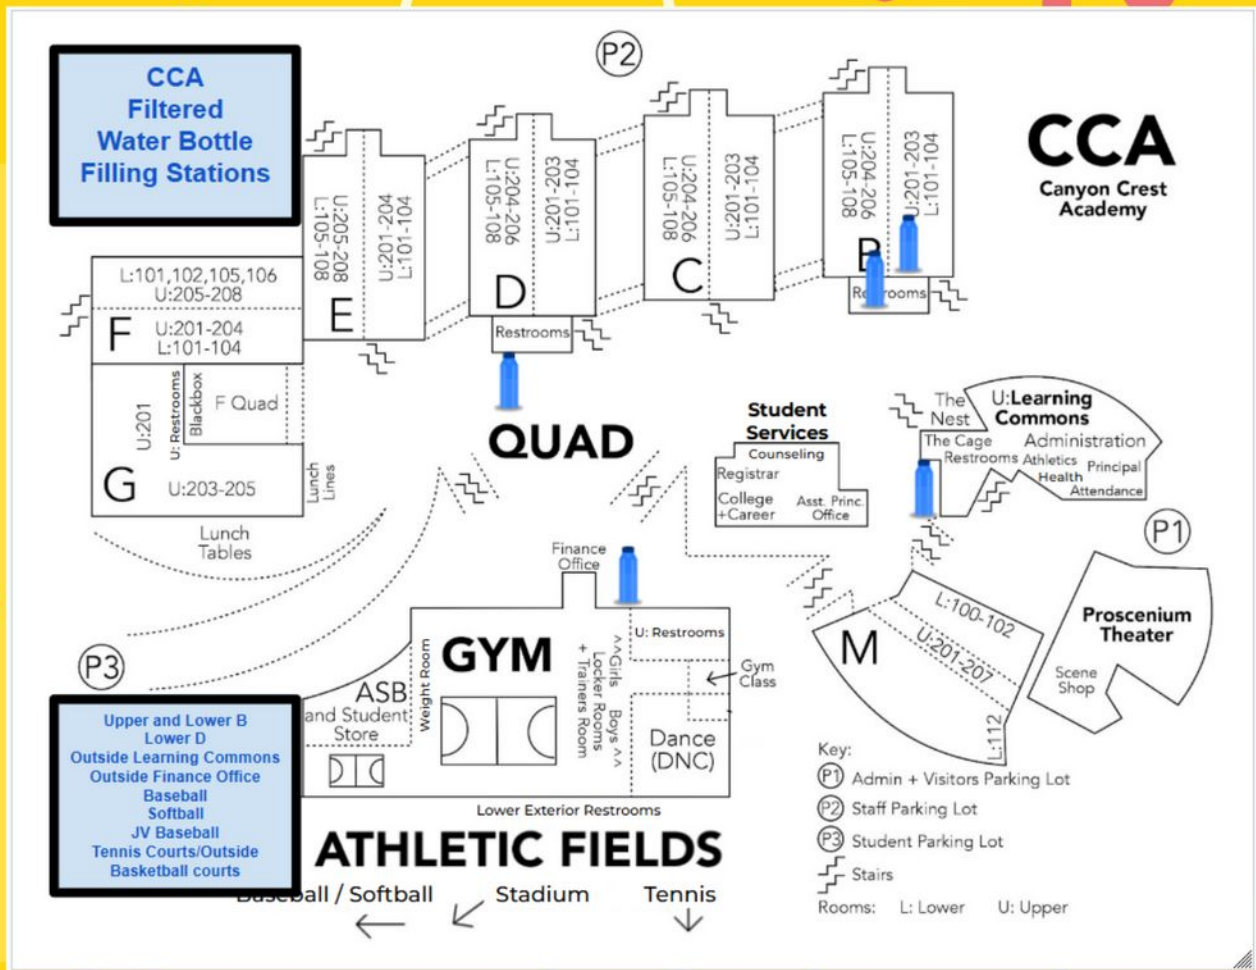 CCA
Filtered
Water Bottle
Filling Stations
P2
CCA
Canyon Crest
Academy
L:101,102,105,106
U:205-208
F
U:201-204
L:101-104
U:205-208
L:105-108
U:201-204
L:101-104
E
U:204-206
L:105-108
U:201-203
L:101-104
D
Restrooms
U:204-206
L:105-108
U:201-203
L:101-104
C
U:204-206
L:105-108
U:201-203
L:101-104
B
Restrooms
U:201
U: Restrooms
Blackbox
F Quad
G
U:203-205
Lunch
Lines
Lunch
Tables
QUAD
Student
Services
Counseling
Registrar
College
+Career
Asst. Princ.
Office
The
Nest
U:Learning
Commons
The Cage
Administration
Restrooms
Athletics
Health
Principal
Attendance
P1
Finance
Office
GYM
Weight Room
ASB
and Student
Store
^^Girls Boys ^^
Locker Rooms
+ Trainers Room
U: Restrooms
Gym
Class
Dance
(DNC)
Lower Exterior Restrooms
M
L:100-102
U:201-207
L:112
Proscenium
Theater
Scene
Shop
P3
Upper and Lower B
Lower D
Outside Learning Commons
Outside Finance Office
Baseball
Softball
JV Baseball
Tennis Courts/Outside
Basketball courts
ATHLETIC FIELDS
Baseball / Softball
Stadium
Tennis
Key:
P1 Admin + Visitors Parking Lot
P2 Staff Parking Lot
P3 Student Parking Lot
Stairs
Rooms: L: Lower U: Upper